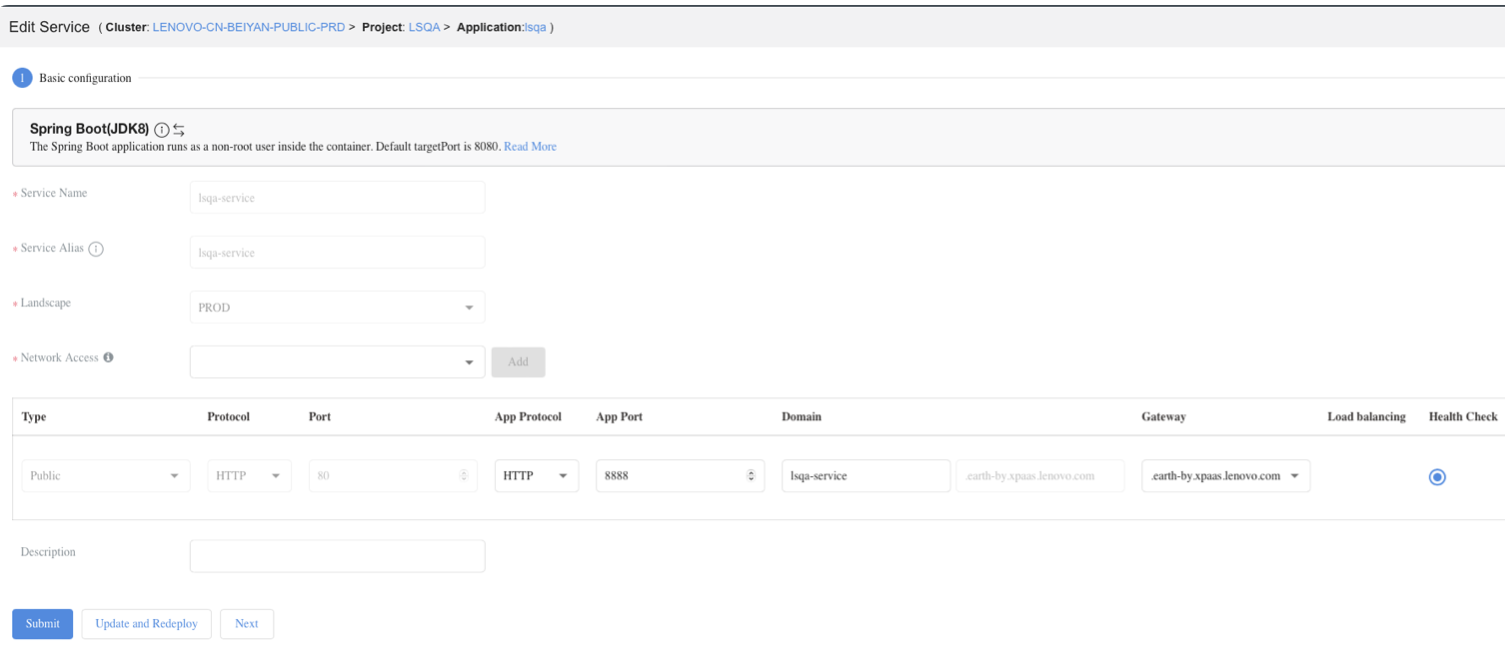 Edit Service ( Cluster: LENOVO-CN-BEIYAN-PUBLIC-PRD > Project: LSQA > Application:lsqa )
1 Basic configuration
Spring Boot(JDK8)
The Spring Boot application runs as a non-root user inside the container. Default targetPort is 8080. Read More
* Service Name lsqa-service
* Service Alias lsqa-service
* Landscape PROD
* Network Access Add
Type Protocol Port App Protocol App Port Domain Gateway Load balancing Health Check
Public HTTP 80 HTTP 8888 lsqa-service .earth-by.xpaas.lenovo.com .earth-by.xpaas.lenovo.com
Description
Submit Update and Redeploy Next